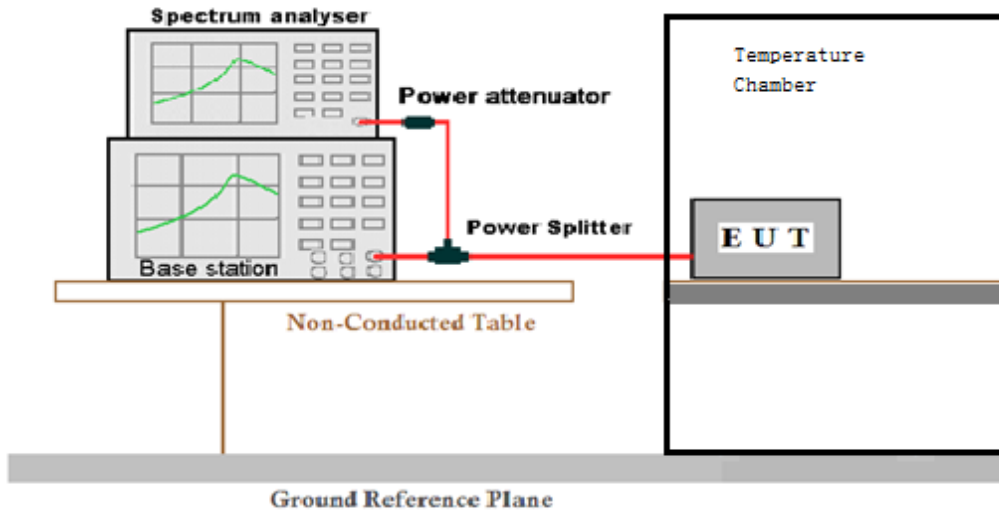 Spectrum analyser
Temperature
Chamber
Power attenuator
Power Splitter
E U T
Base station
Non-Conducted Table
Ground Reference Plane